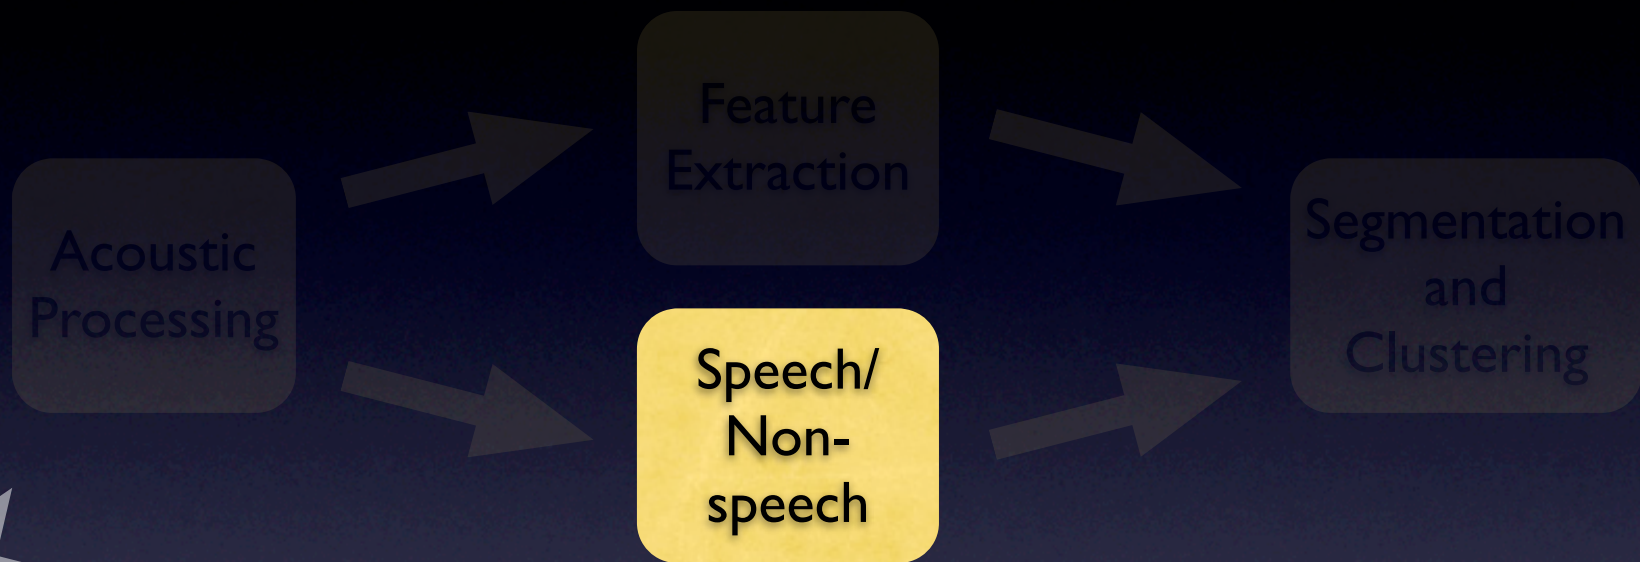 Feature
Extraction
Acoustic
Processing
Segmentation
and
Clustering
Speech/
Non-
speech